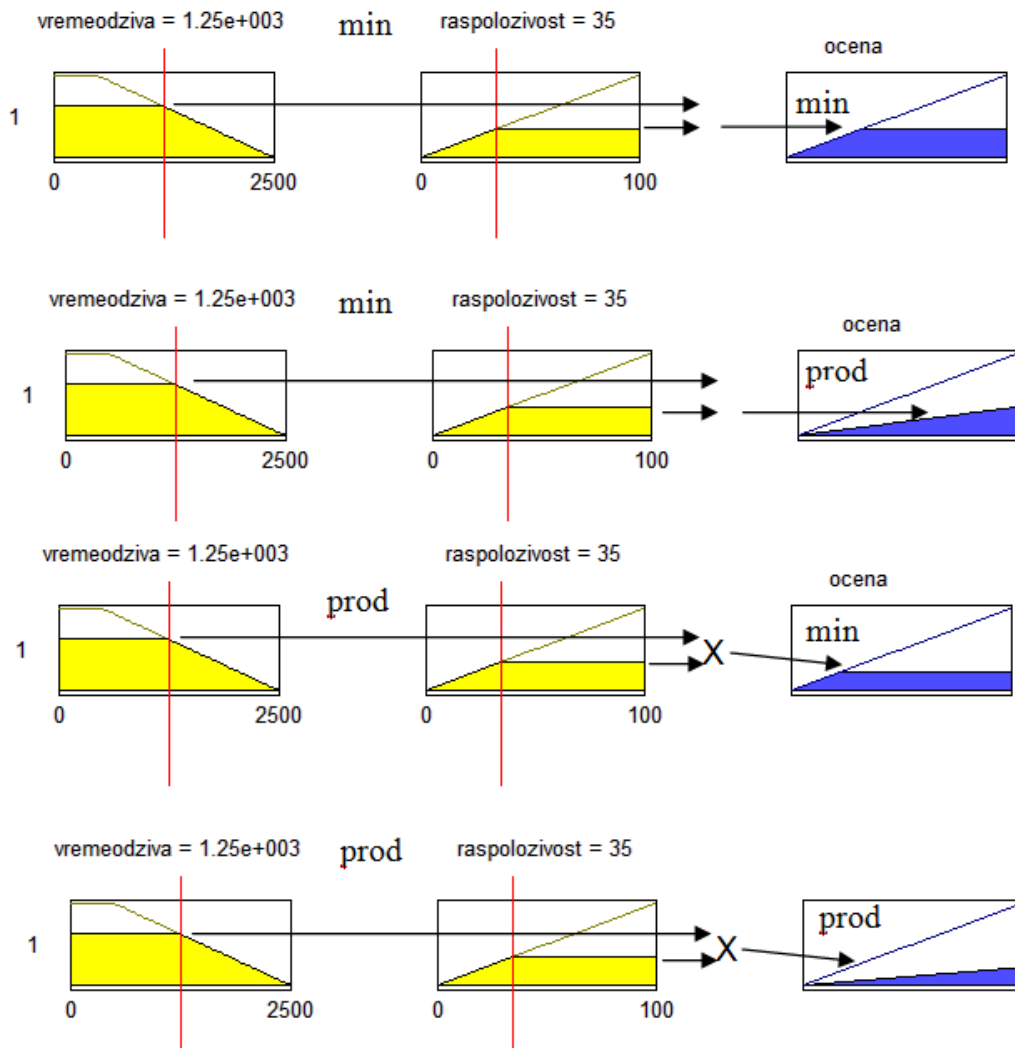 vremeodziva = 1.25e+003 min raspolozivost = 35
ocena
min
1
0 2500 0 100
vremeodziva = 1.25e+003 min raspolozivost = 35
ocena
prod
1
0 2500 0 100
vremeodziva = 1.25e+003 raspolozivost = 35
ocena
prod
min
1 X
0 2500 0 100
vremeodziva = 1.25e+003 prod raspolozivost = 35
prod
1 X
0 2500 0 100